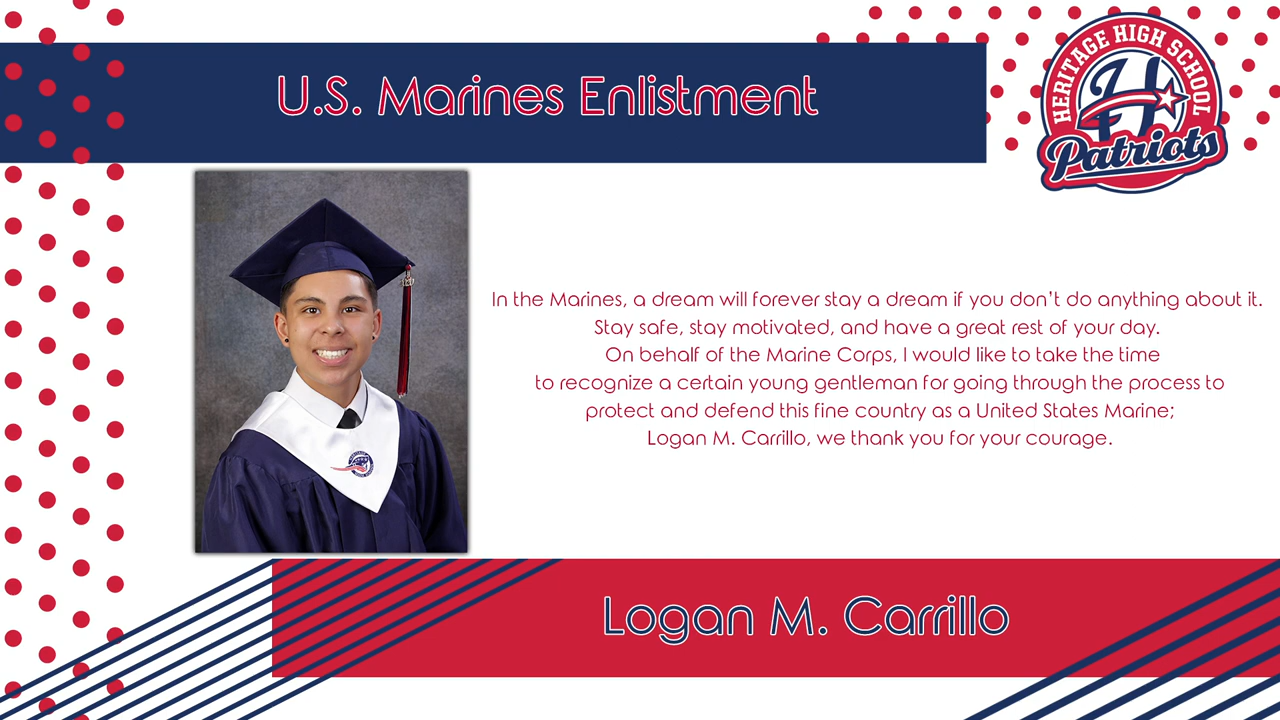 U.S. Marines Enlistment
HERITAGE HIGH SCHOOL
H
Patriots
In the Marines, a dream will forever stay a dream if you don't do anything about it.
Stay safe, stay motivated, and have a great rest of your day.
On behalf of the Marine Corps, I would like to take the time
to recognize a certain young gentleman for going through the process to
protect and defend this fine country as a United States Marine;
Logan M. Carrillo, we thank you for your courage.
Logan M. Carrillo